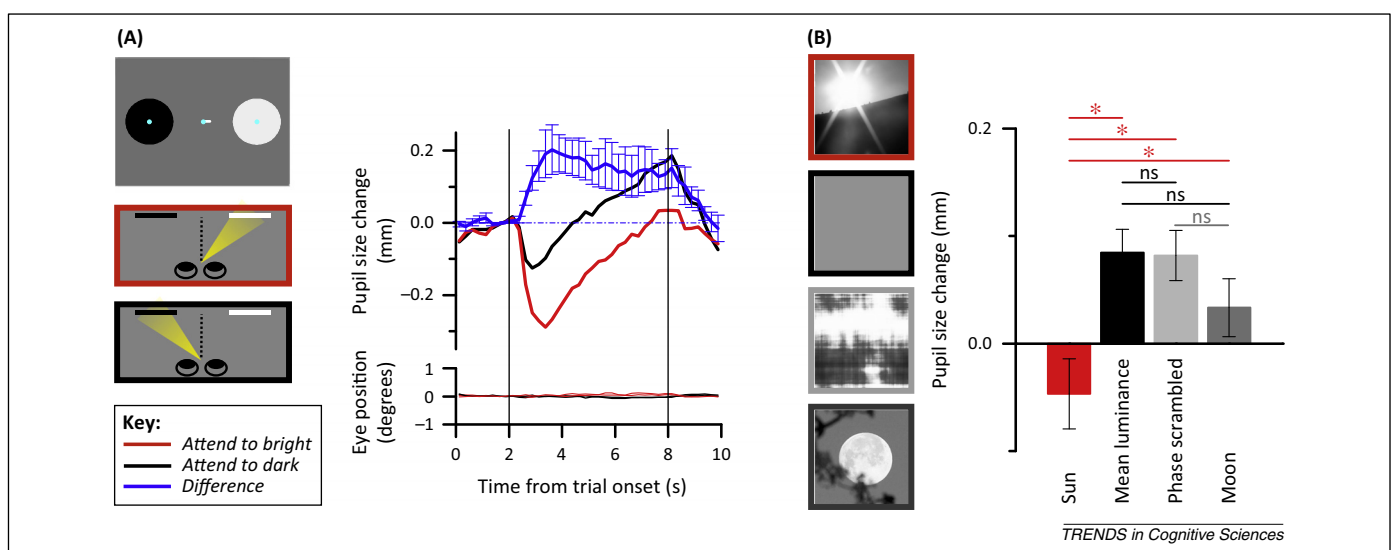 (A)
Key:
Attend to bright
Attend to dark
Difference
Pupil size change
(mm)
0.2
0.0
–0.2
Eye position
(degrees)
1
0
–1
0 2 4 6 8 10
Time from trial onset (s)
(B)
Pupil size change (mm)
0.2
0.0
*
*
*
ns
ns
ns
Sun
Mean luminance
Phase scrambled
Moon
TRENDS in Cognitive Sciences